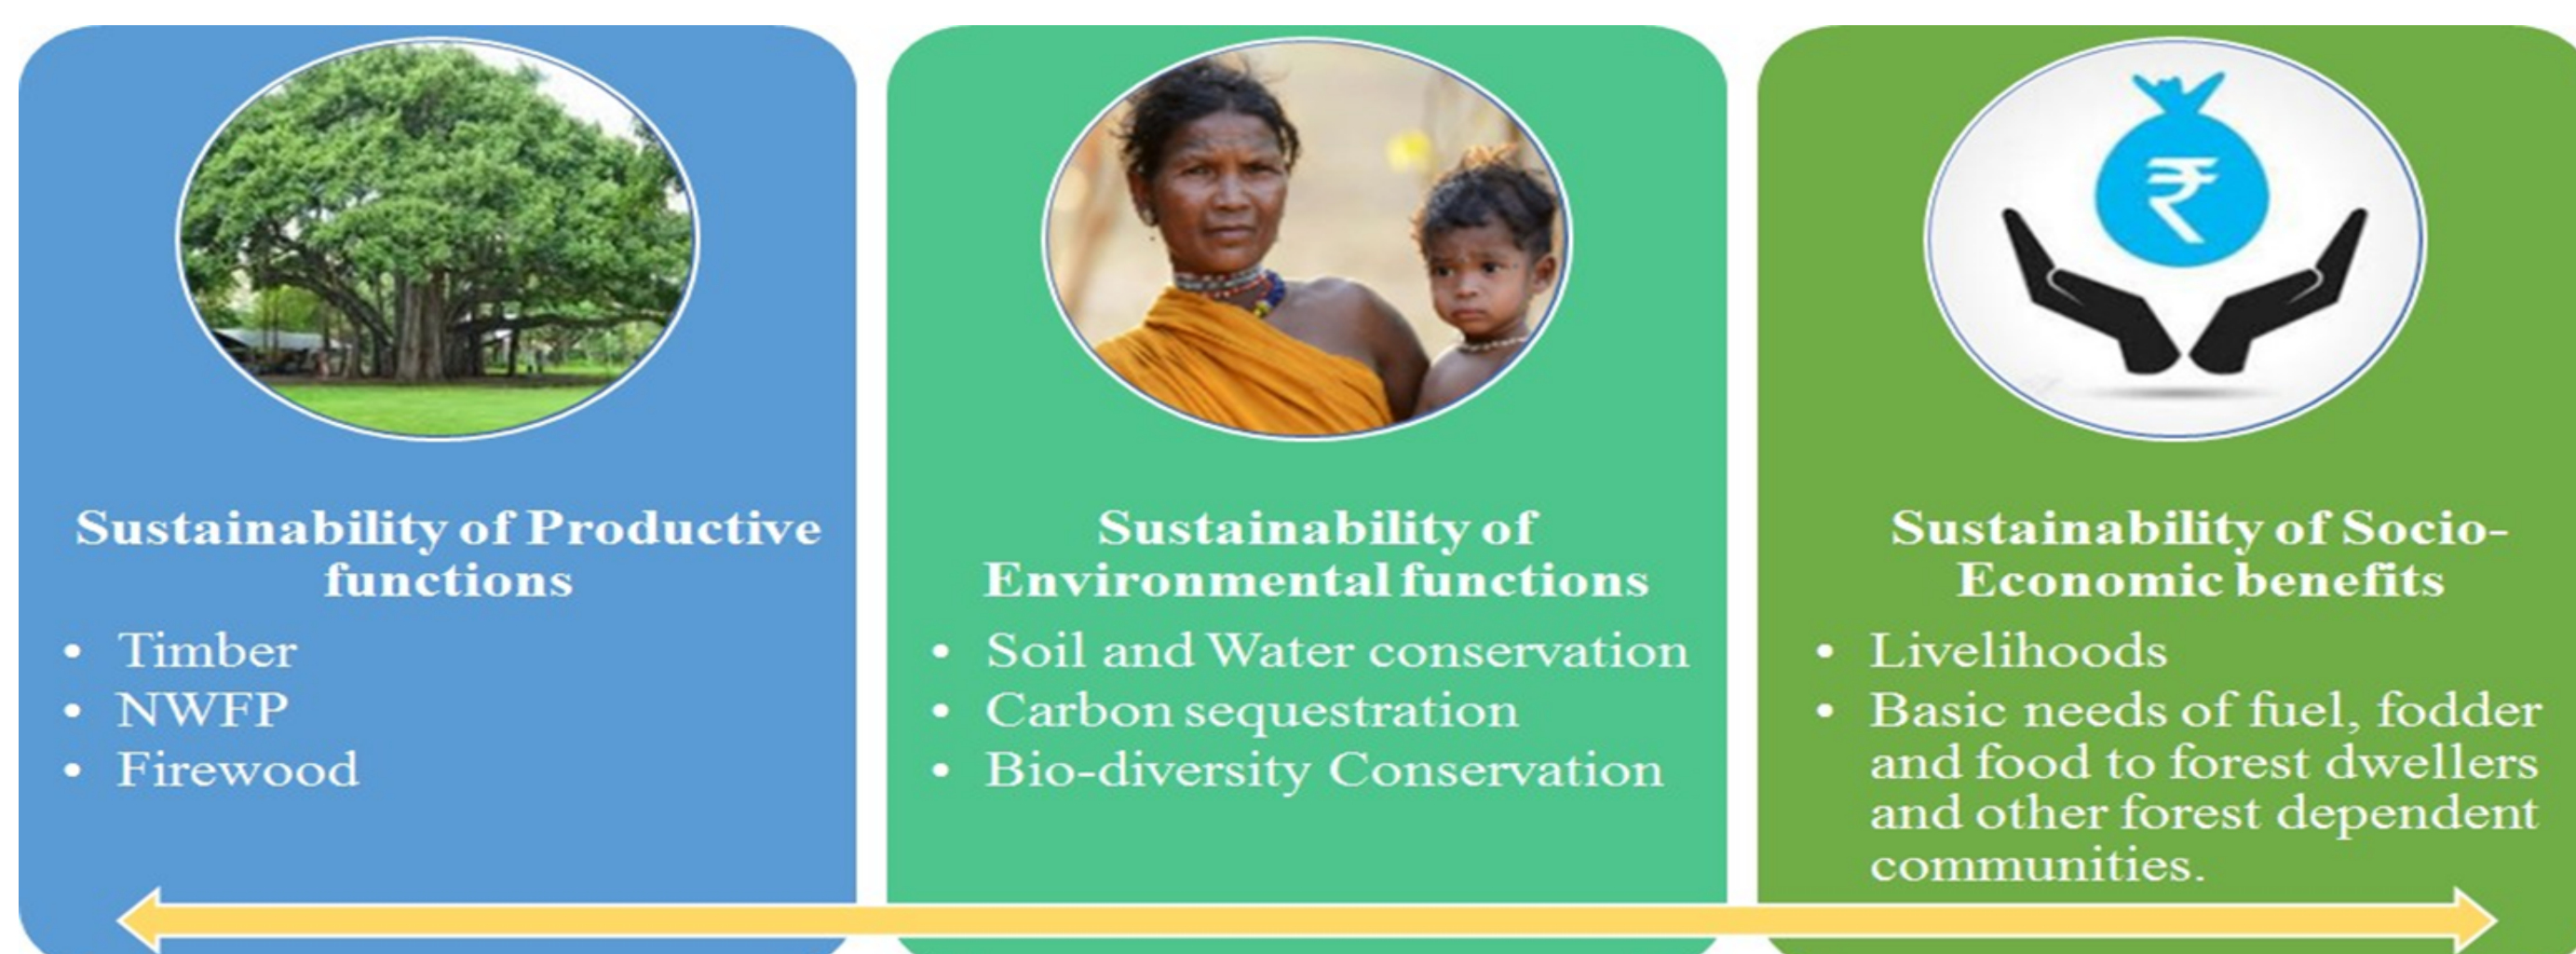 Sustainability of Productive
functions
• Timber
• NWFP
• Firewood
Sustainability of
Environmental functions
• Soil and Water conservation
• Carbon sequestration
• Bio-diversity Conservation
₹
Sustainability of Socio-
Economic benefits
• Livelihoods
• Basic needs of fuel, fodder
and food to forest dwellers
and other forest dependent
communities.